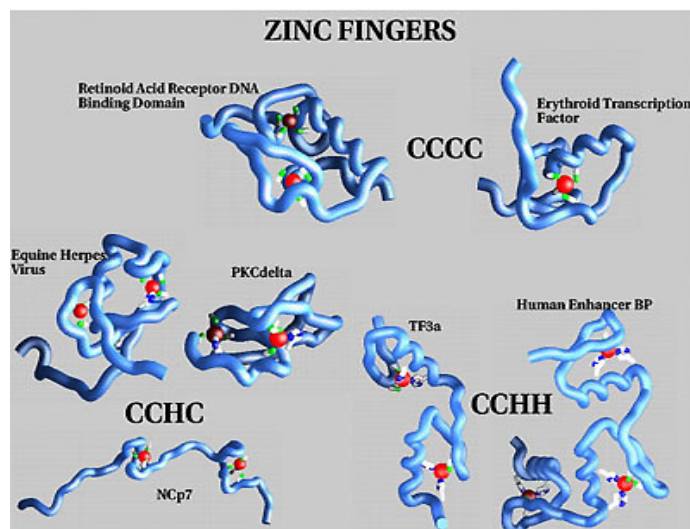 ZINC FINGERS
Retinoid Acid Receptor DNA
Binding Domain
Erythroid Transcription
Factor
CCCC
Equine Herpes
Virus
PKCdelta
TF3a
Human Enhancer BP
CCHC
CCHH
NCp7